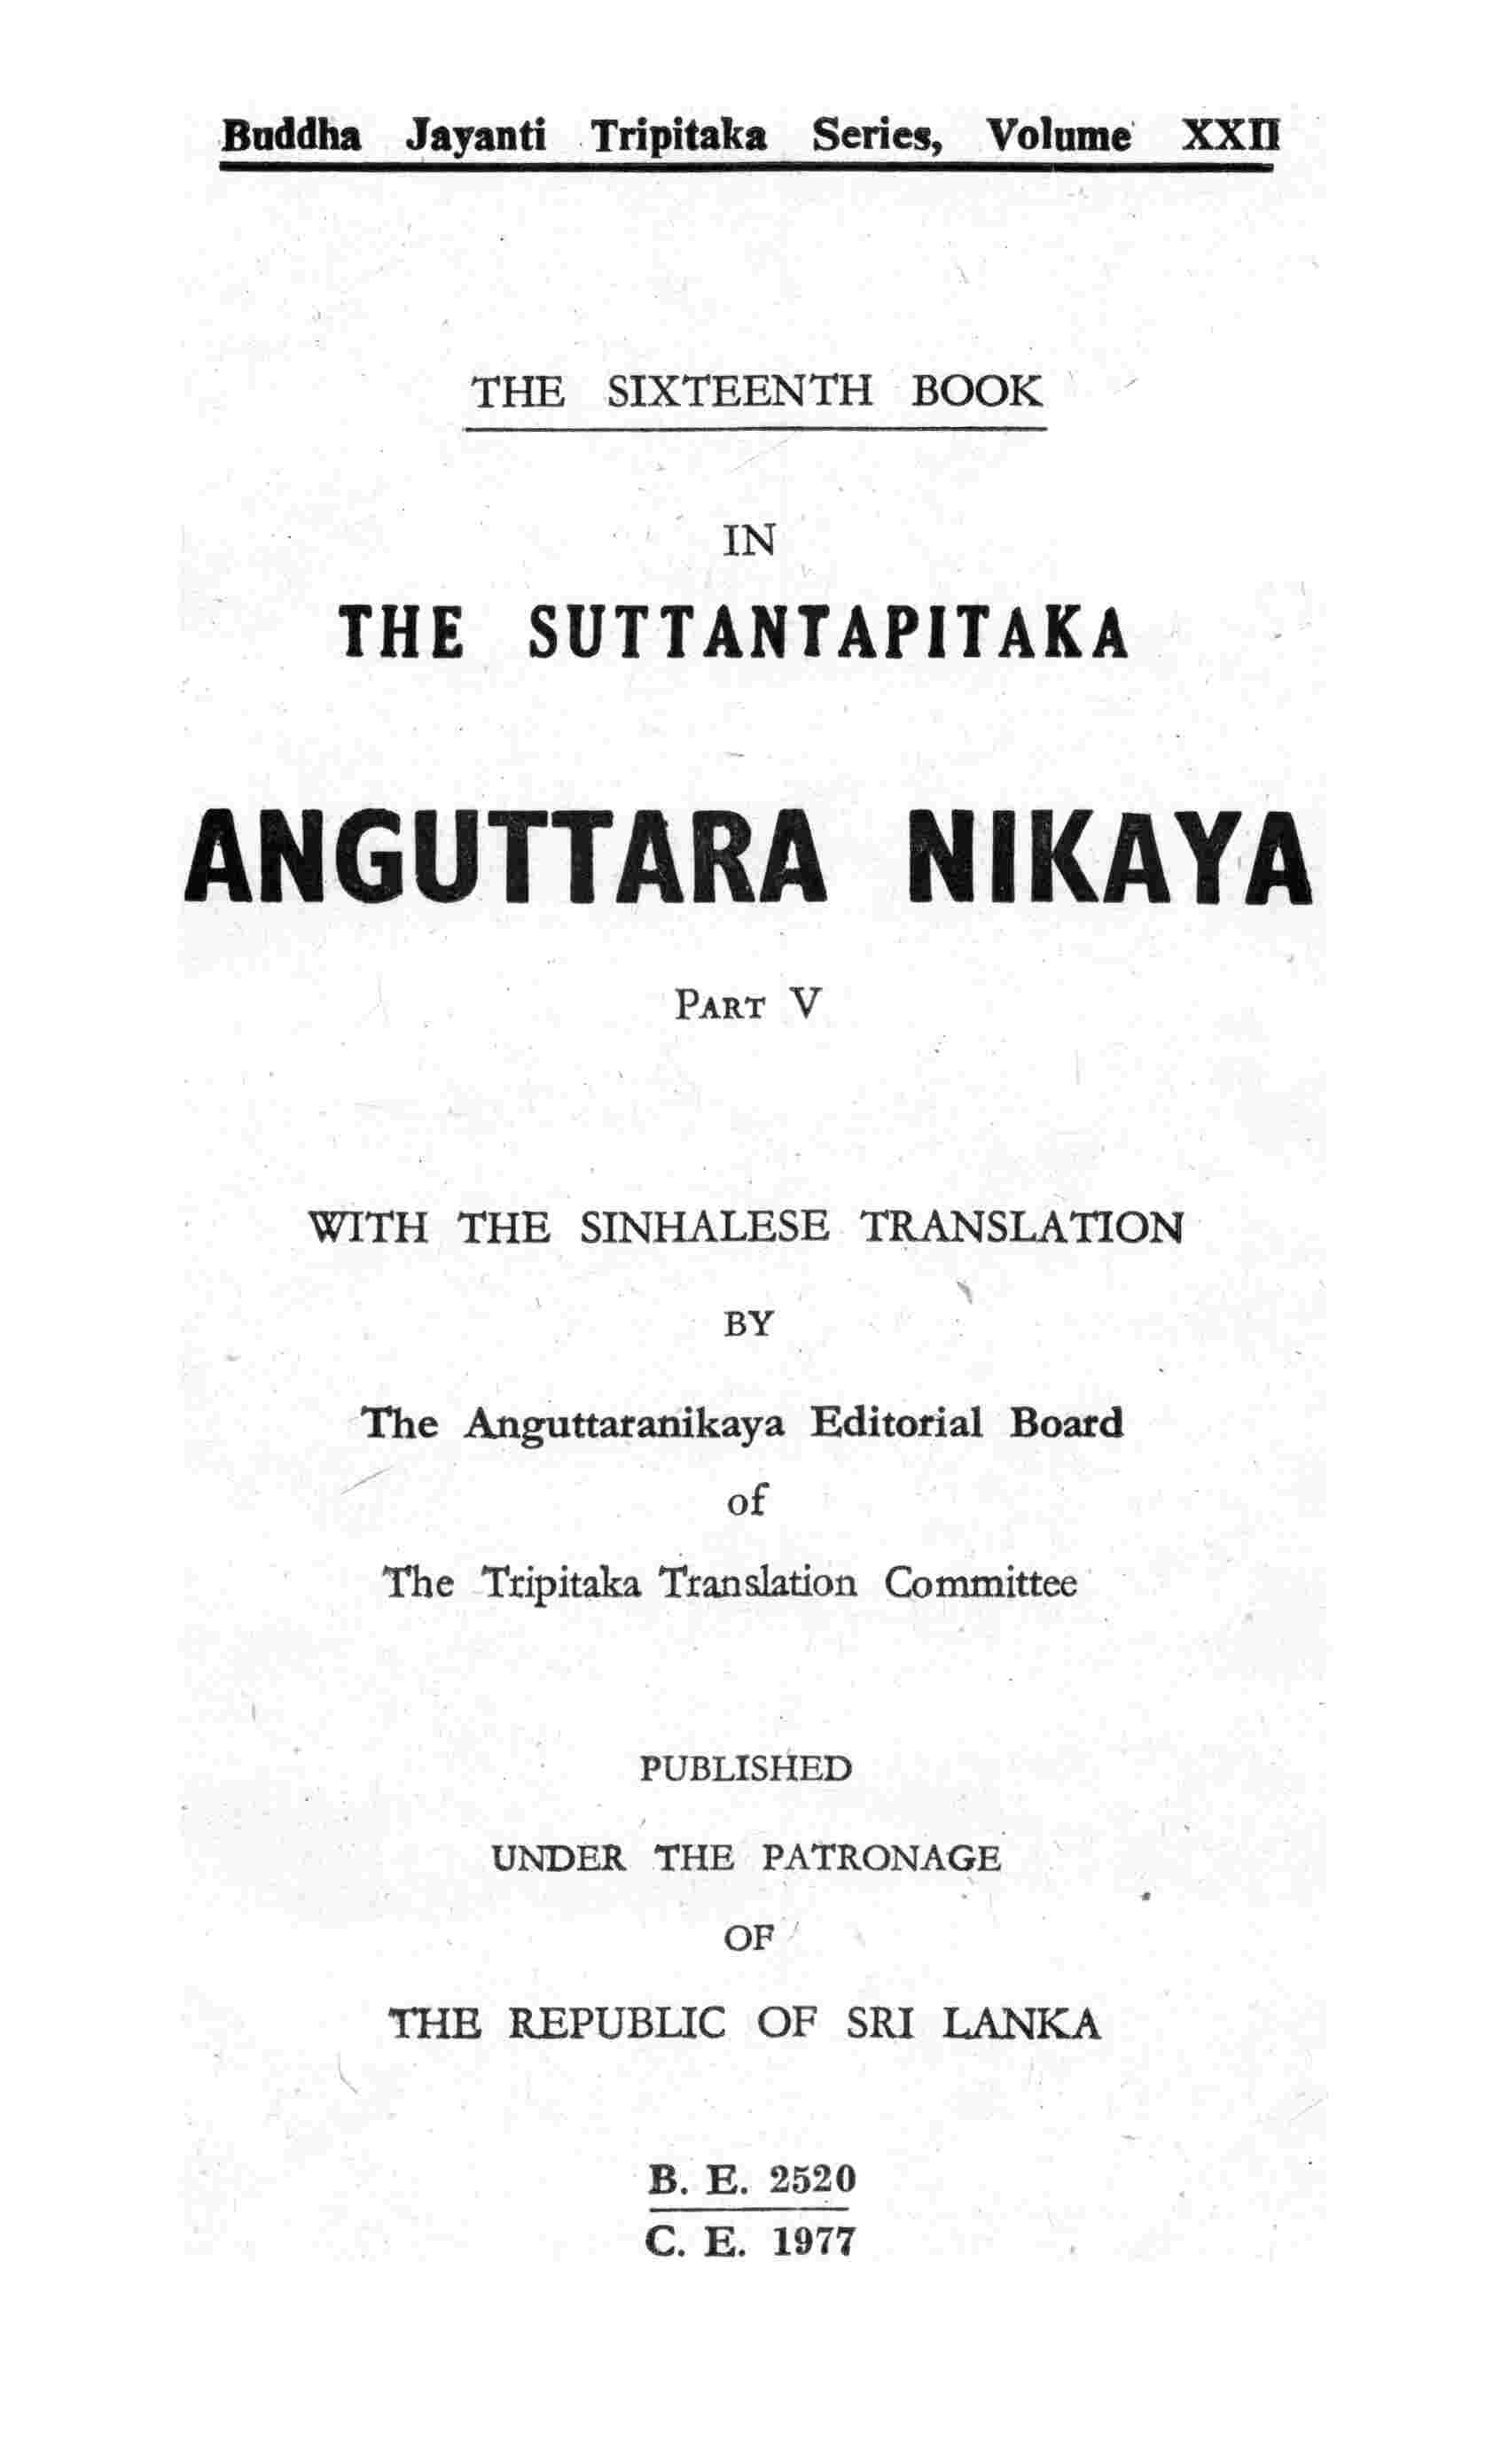 Buddha Jayanti Tripitaka Series, Volume XXII
THE SIXTEENTH BOOK
IN
THE SUTTANTAPITAKA
ANGUTTARA NIKAYA
PART V
WITH THE SINHALESE TRANSLATION
BY
The Anguttaranikaya Editorial Board
of
The Tripitaka Translation Committee
PUBLISHED
UNDER THE PATRONAGE
OF
THE REPUBLIC OF SRI LANKA
B. E. 2520
C. E. 1977